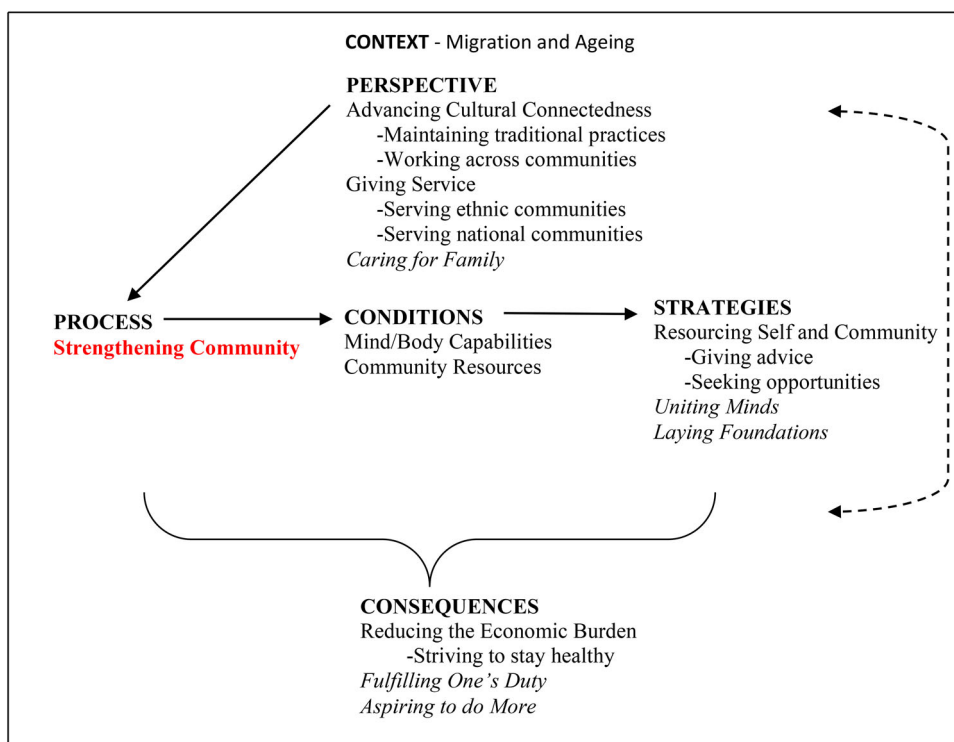 CONTEXT - Migration and Ageing
PERSPECTIVE
Advancing Cultural Connectedness
-Maintaining traditional practices
-Working across communities
Giving Service
-Serving ethnic communities
-Serving national communities
Caring for Family
PROCESS
Strengthening Community
CONDITIONS
Mind/Body Capabilities
Community Resources
STRATEGIES
Resourcing Self and Community
-Giving advice
-Seeking opportunities
Uniting Minds
Laying Foundations
CONSEQUENCES
Reducing the Economic Burden
-Striving to stay healthy
Fulfilling One’s Duty
Aspiring to do More